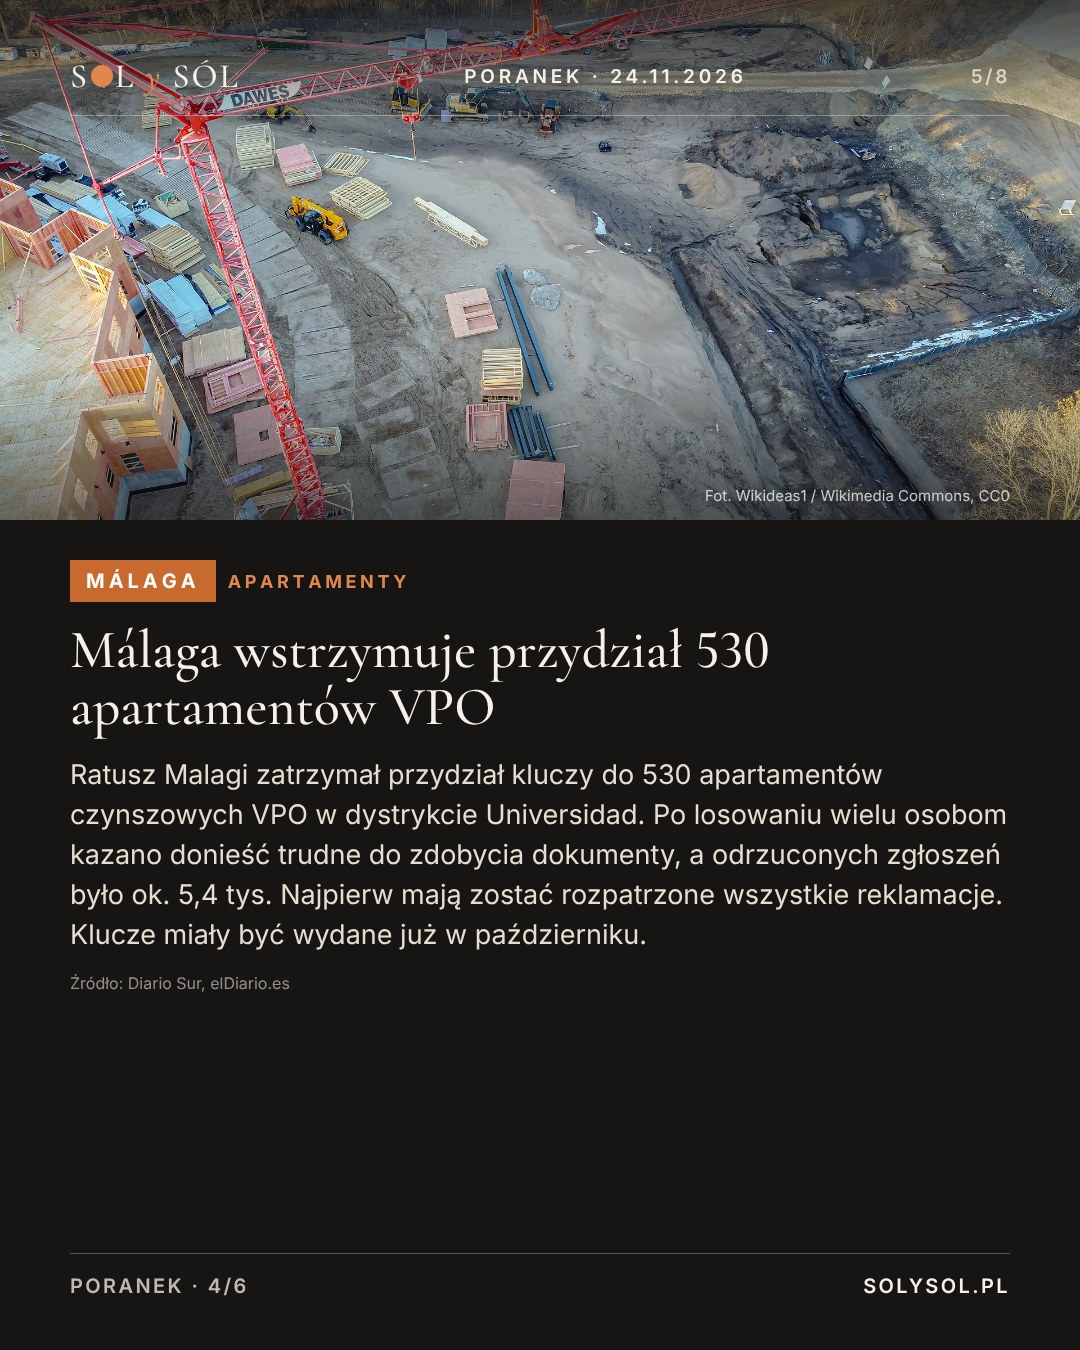 SOL y SÓL
PORANEK · 24.11.2026
5/8
DAWES
Fot. Wikideas1 / Wikimedia Commons, CC0
MÁLAGA APARTAMENTY
Málaga wstrzymuje przydział 530
apartamentów VPO
Ratusz Malagi zatrzymał przydział kluczy do 530 apartamentów
czynszowych VPO w dystrykcie Universidad. Po losowaniu wielu osobom
kazano donieść trudne do zdobycia dokumenty, a odrzuconych zgłoszeń
było ok. 5,4 tys. Najpierw mają zostać rozpatrzone wszystkie reklamacje.
Klucze miały być wydane już w październiku.
Źródło: Diario Sur, elDiario.es
PORANEK · 4/6
SOLYSOL.PL